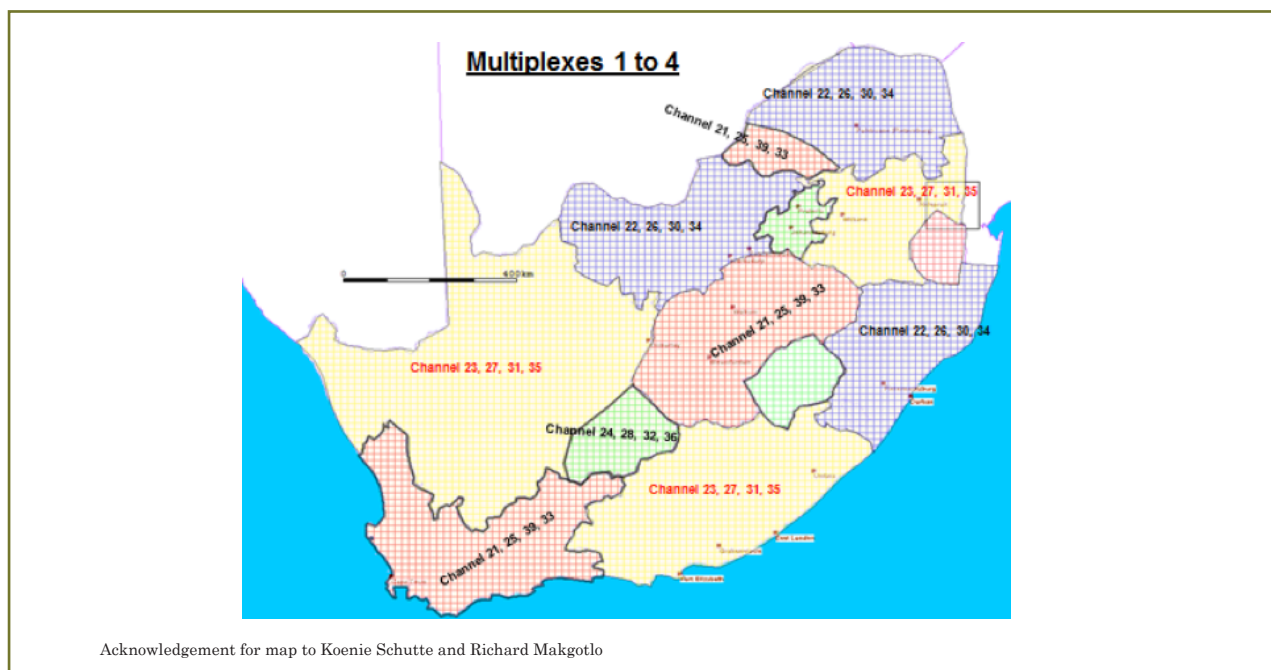 Multiplexes 1 to 4
Channel 22, 26, 30, 34
Channel 21, 25, 39, 33
Channel 23, 27, 31, 35
Channel 22, 26, 30, 34
0 400 km
Channel 21, 25, 39, 33
Channel 22, 26, 30, 34
Channel 23, 27, 31, 35
Durban
Channel 24, 28, 32, 36
Channel 23, 27, 31, 35
Channel 21, 25, 39, 33
East London
Port Elizabeth
Acknowledgement for map to Koenie Schutte and Richard Makgotlo